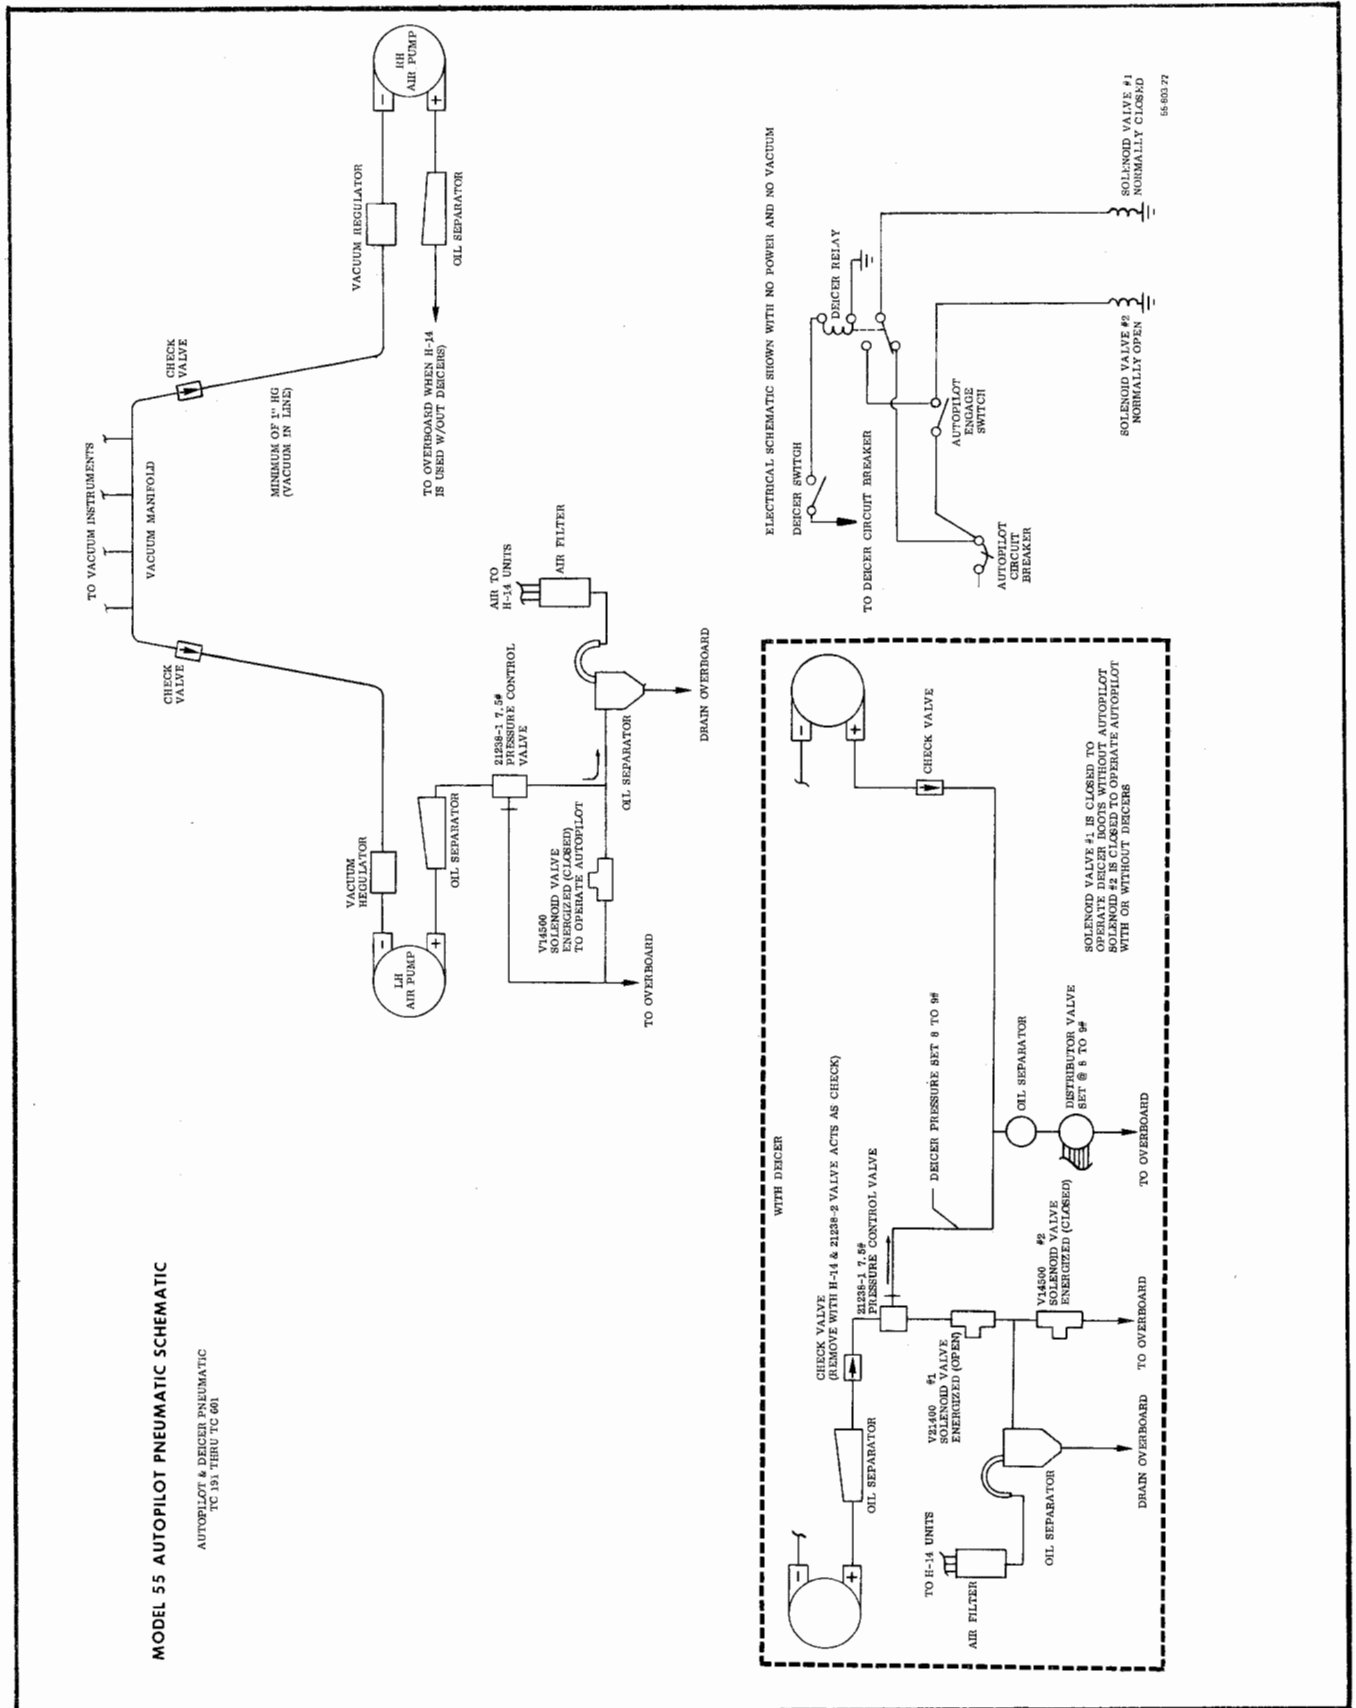 MODEL 55 AUTOPILOT PNEUMATIC SCHEMATIC
AUTOPILOT & DEICER PNEUMATIC
TC 191 THRU TC 601
TO VACUUM INSTRUMENTS
VACUUM MANIFOLD
CHECK
VALVE
CHECK
VALVE
MINIMUM OF 1" HG
(VACUUM IN LINE)
VACUUM
REGULATOR
VACUUM REGULATOR
LH
AIR PUMP
-
+
RH
AIR PUMP
-
+
OIL SEPARATOR
OIL SEPARATOR
TO OVERBOARD WHEN H-14
IS USED W/OUT DEICERS)
21238-1 7.5#
PRESSURE CONTROL
VALVE
AIR TO
H-14 UNITS
AIR FILTER
V14500
SOLENOID VALVE
ENERGIZED (CLOSED)
TO OPERATE AUTOPILOT
OIL SEPARATOR
TO OVERBOARD
DRAIN OVERBOARD
WITH DEICER
-
+
OIL SEPARATOR
CHECK VALVE
(REMOVE WITH H-14 & 21238-2 VALVE ACTS AS CHECK)
21238-1 7.5#
PRESSURE CONTROL VALVE
DEICER PRESSURE SET 8 TO 9#
-
+
CHECK VALVE
TO H-14 UNITS
AIR FILTER
V21400 #1
SOLENOID VALVE
ENERGIZED (OPEN)
V14500 #2
SOLENOID VALVE
ENERGIZED (CLOSED)
OIL SEPARATOR
OIL SEPARATOR
DISTRIBUTOR VALVE
SET @ 8 TO 9#
DRAIN OVERBOARD
TO OVERBOARD
TO OVERBOARD
SOLENOID VALVE #1 IS CLOSED TO
OPERATE DEICER BOOTS WITHOUT AUTOPILOT
SOLENOID #2 IS CLOSED TO OPERATE AUTOPILOT
WITH OR WITHOUT DEICERS
ELECTRICAL SCHEMATIC SHOWN WITH NO POWER AND NO VACUUM
DEICER SWITCH
DEICER RELAY
TO DEICER CIRCUIT BREAKER
AUTOPILOT
ENGAGE
SWITCH
AUTOPILOT
CIRCUIT
BREAKER
SOLENOID VALVE #2
NORMALLY OPEN
SOLENOID VALVE #1
NORMALLY CLOSED
55-603-22